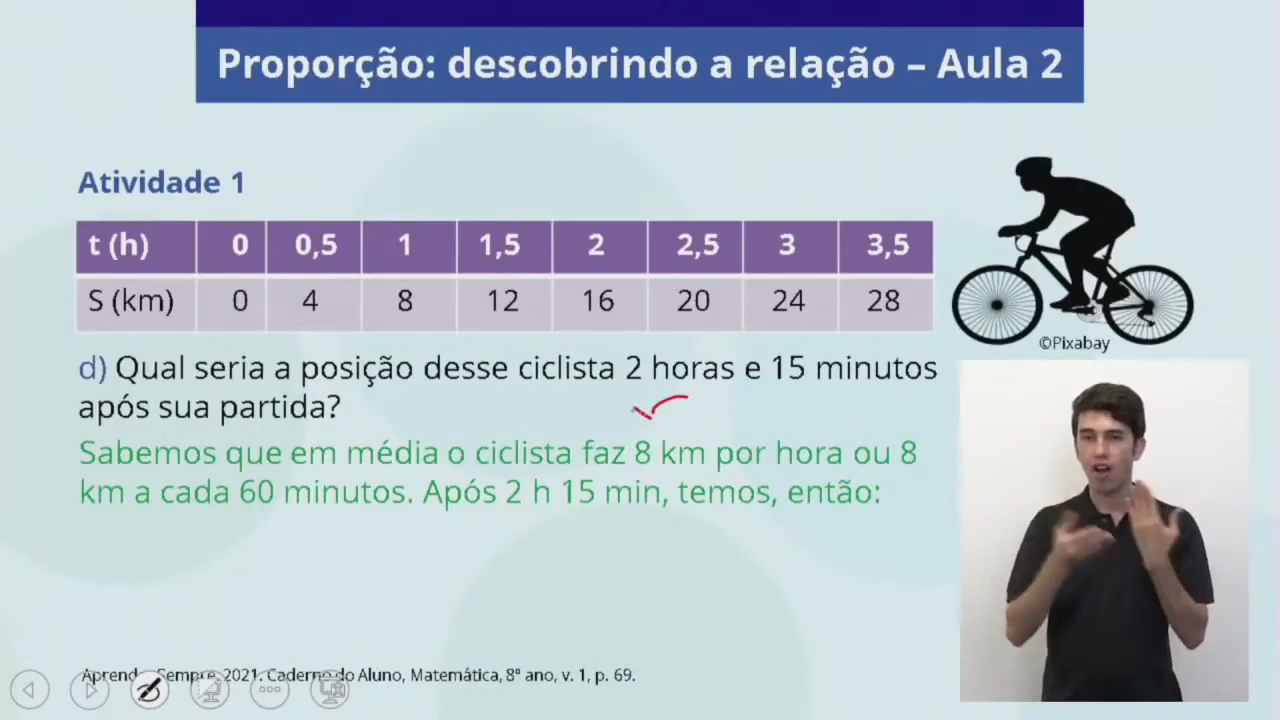 Proporção: descobrindo a relação – Aula 2
Atividade 1
t (h) 0 0,5 1 1,5 2 2,5 3 3,5
S (km) 0 4 8 12 16 20 24 28
©Pixabay
d) Qual seria a posição desse ciclista 2 horas e 15 minutos
após sua partida?
Sabemos que em média o ciclista faz 8 km por hora ou 8
km a cada 60 minutos. Após 2 h 15 min, temos, então:
Aprender Sempre, 2021. Caderno do Aluno, Matemática, 8º ano, v. 1, p. 69.